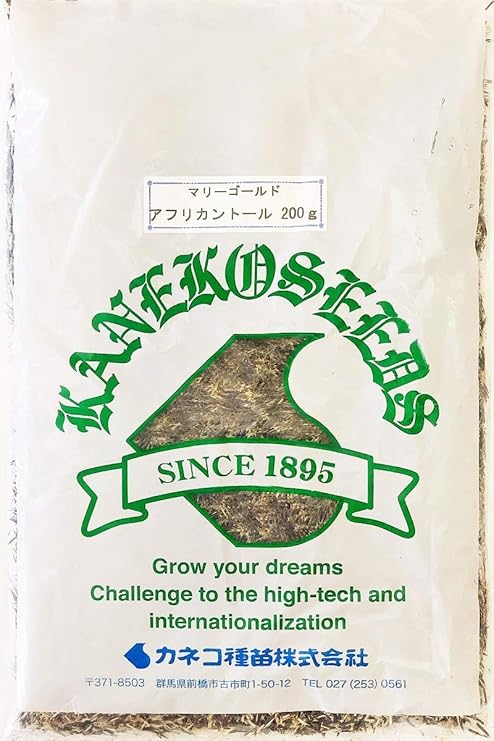 マリーゴールド
アフリカントール 200g
KANEKO SEEDS
SINCE 1895
Grow your dreams
Challenge to the high-tech and
internationalization
カネコ種苗株式会社
〒371-8503 群馬県前橋市古市町1-50-12 TEL 027 (253) 0561